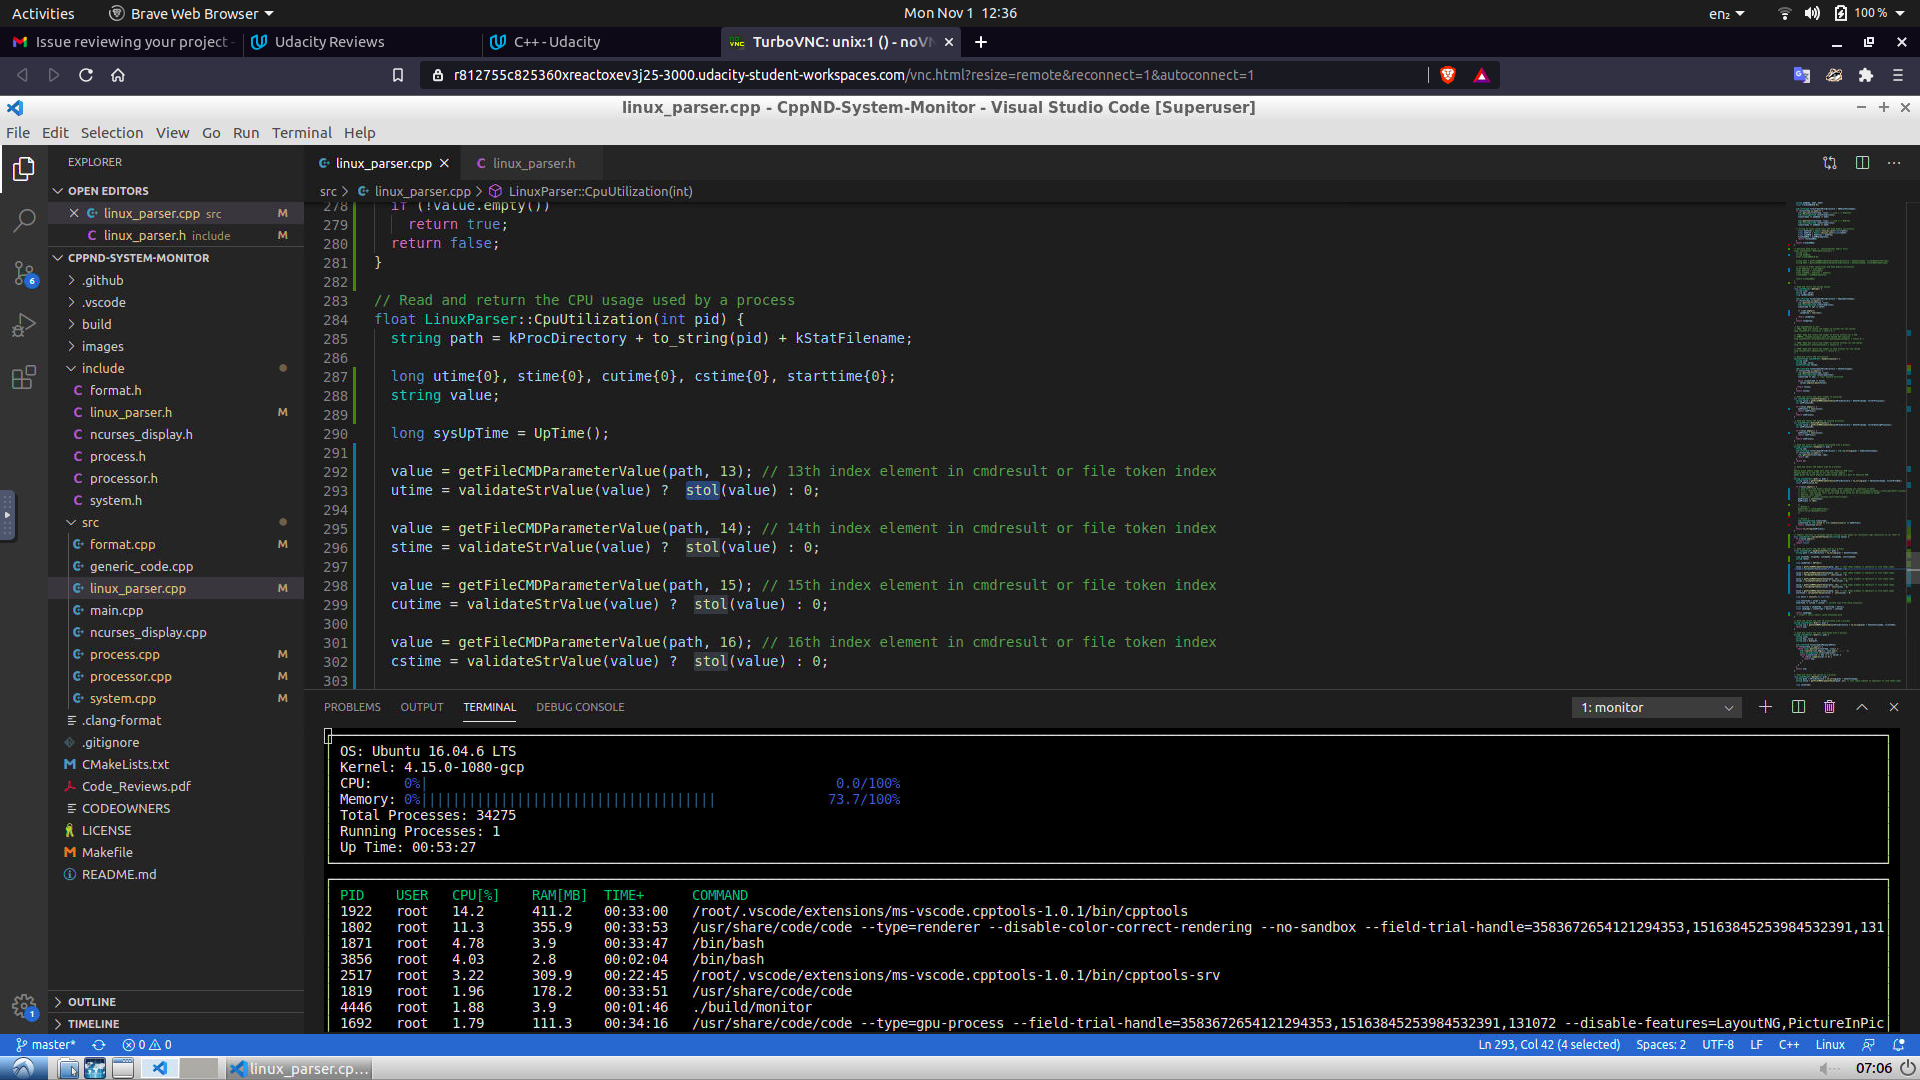 Activities
Brave Web Browser
Mon Nov 1 12:36
en₂
100 %
Issue reviewing your project
Udacity Reviews
C++ - Udacity
TurboVNC: unix:1 () - noVN
r812755c825360xreactoxev3j25-3000.udacity-student-workspaces.com/vnc.html?resize=remote&reconnect=1&autoconnect=1
linux_parser.cpp - CppND-System-Monitor - Visual Studio Code [Superuser]
File Edit Selection View Go Run Terminal Help
EXPLORER
OPEN EDITORS
linux_parser.cpp src M
linux_parser.h include M
CPPND-SYSTEM-MONITOR
.github
.vscode
build
images
include
format.h
linux_parser.h M
ncurses_display.h
process.h
processor.h
system.h
src
format.cpp M
generic_code.cpp
linux_parser.cpp M
main.cpp
ncurses_display.cpp
process.cpp M
processor.cpp M
system.cpp M
.clang-format
.gitignore
CMakeLists.txt
Code_Reviews.pdf
CODEOWNERS
LICENSE
Makefile
README.md
OUTLINE
TIMELINE
6
1
linux_parser.cpp
linux_parser.h
src > linux_parser.cpp > LinuxParser::CpuUtilization(int)
278 if (!value.empty())
279 return true;
280 return false;
281 }
282
283 // Read and return the CPU usage used by a process
284 float LinuxParser::CpuUtilization(int pid) {
285 string path = kProcDirectory + to_string(pid) + kStatFilename;
286
287 long utime{0}, stime{0}, cutime{0}, cstime{0}, starttime{0};
288 string value;
289
290 long sysUpTime = UpTime();
291
292 value = getFileCMDParameterValue(path, 13); // 13th index element in cmdresult or file token index
293 utime = validateStrValue(value) ?  stol(value) : 0;
294
295 value = getFileCMDParameterValue(path, 14); // 14th index element in cmdresult or file token index
296 stime = validateStrValue(value) ?  stol(value) : 0;
297
298 value = getFileCMDParameterValue(path, 15); // 15th index element in cmdresult or file token index
299 cutime = validateStrValue(value) ?  stol(value) : 0;
300
301 value = getFileCMDParameterValue(path, 16); // 16th index element in cmdresult or file token index
302 cstime = validateStrValue(value) ?  stol(value) : 0;
303
PROBLEMS OUTPUT TERMINAL DEBUG CONSOLE
1: monitor
OS: Ubuntu 16.04.6 LTS
Kernel: 4.15.0-1080-gcp
CPU: 0%| 0.0/100%
Memory: 0%||||||||||||||||||||||||||||||||||||| 73.7/100%
Total Processes: 34275
Running Processes: 1
Up Time: 00:53:27
PID USER CPU[%] RAM[MB] TIME+ COMMAND
1922 root 14.2 411.2 00:33:00 /root/.vscode/extensions/ms-vscode.cpptools-1.0.1/bin/cpptools
1802 root 11.3 355.9 00:33:53 /usr/share/code/code --type=renderer --disable-color-correct-rendering --no-sandbox --field-trial-handle=3583672654121294353,15163845253984532391,131
1871 root 4.78 3.9 00:33:47 /bin/bash
3856 root 4.03 2.8 00:02:04 /bin/bash
2517 root 3.22 309.9 00:22:45 /root/.vscode/extensions/ms-vscode.cpptools-1.0.1/bin/cpptools-srv
1819 root 1.96 178.2 00:33:51 /usr/share/code/code
4446 root 1.88 3.9 00:01:46 ./build/monitor
1692 root 1.79 111.3 00:34:16 /usr/share/code/code --type=gpu-process --field-trial-handle=3583672654121294353,15163845253984532391,131072 --disable-features=LayoutNG,PictureInPic
master* 0 0
Ln 293, Col 42 (4 selected) Spaces: 2 UTF-8 LF C++ Linux
linux_parser.cp...
07:06